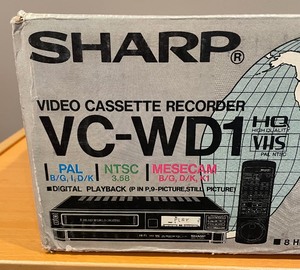 SHARP®
VIDEO CASSETTE RECORDER
VC-WD1
HQ
HIGH QUALITY
VHS
PAL NTSC
PAL NTSC MESECAM
B/G, I, D/K 3.58 B/G, D/K, K1
■DIGITAL PLAYBACK (P IN P, 9-PICTURE, STILL PICTURE)
■ 8 H